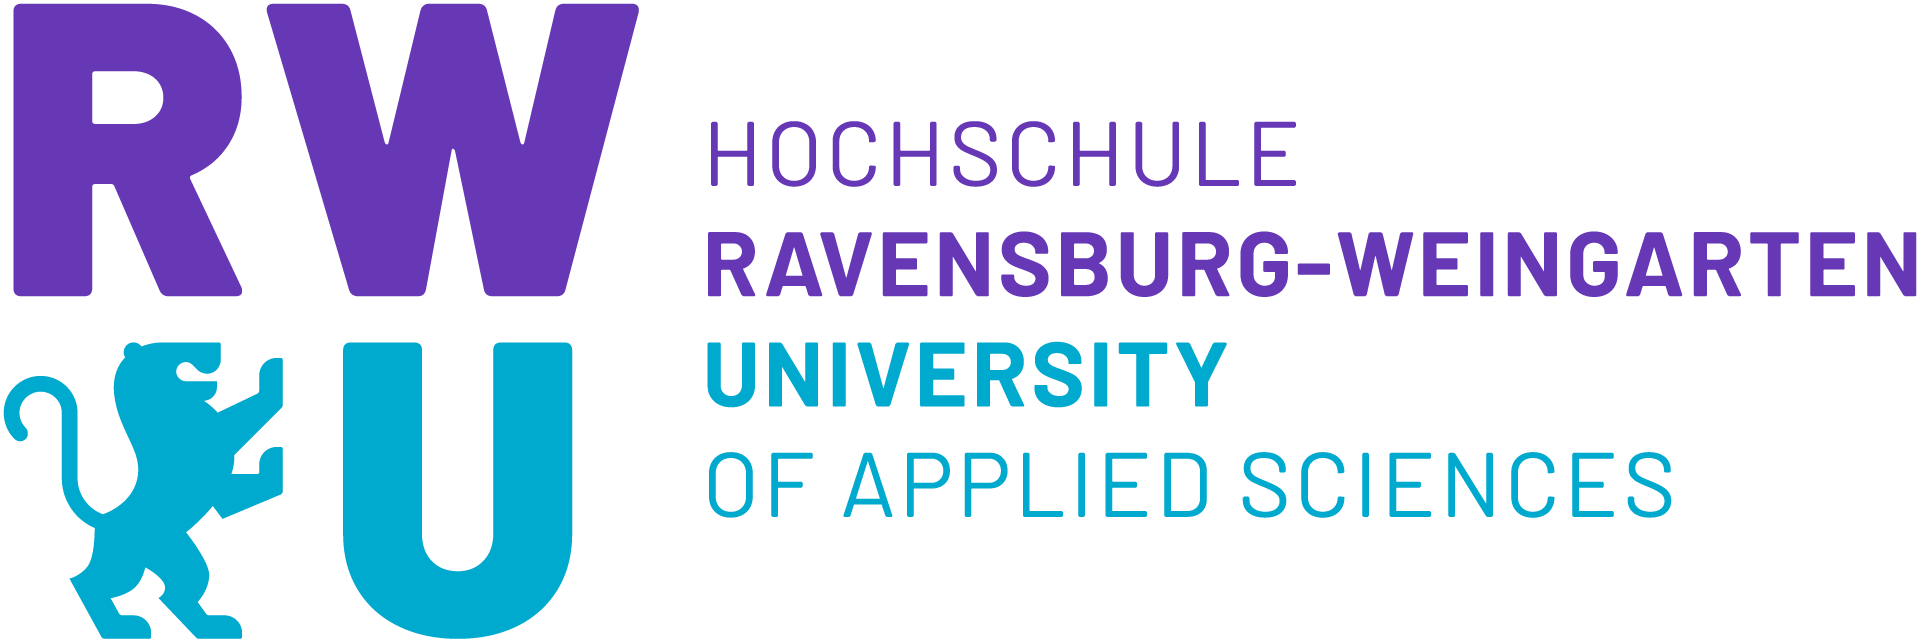 RW
U
HOCHSCHULE
RAVENSBURG-WEINGARTEN
UNIVERSITY
OF APPLIED SCIENCES